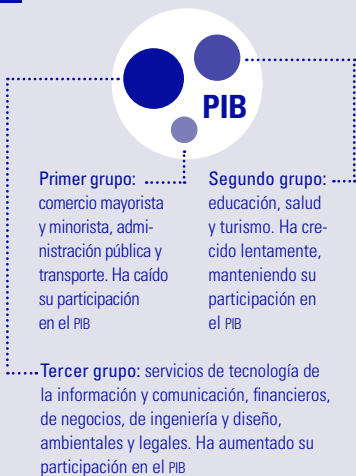 PIB
Primer grupo:
comercio mayorista
y minorista, admi-
nistración pública y
transporte. Ha caído
su participación
en el PIB
Segundo grupo:
educación, salud
y turismo. Ha cre-
cido lentamente,
manteniendo su
participación en
el PIB
Tercer grupo: servicios de tecnología de
la información y comunicación, financieros,
de negocios, de ingeniería y diseño,
ambientales y legales. Ha aumentado su
participación en el PIB